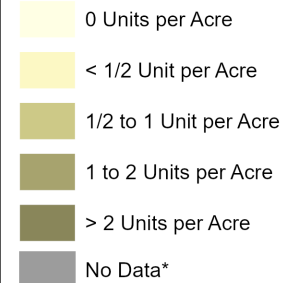 0 Units per Acre
< 1/2 Unit per Acre
1/2 to 1 Unit per Acre
1 to 2 Units per Acre
> 2 Units per Acre
No Data*